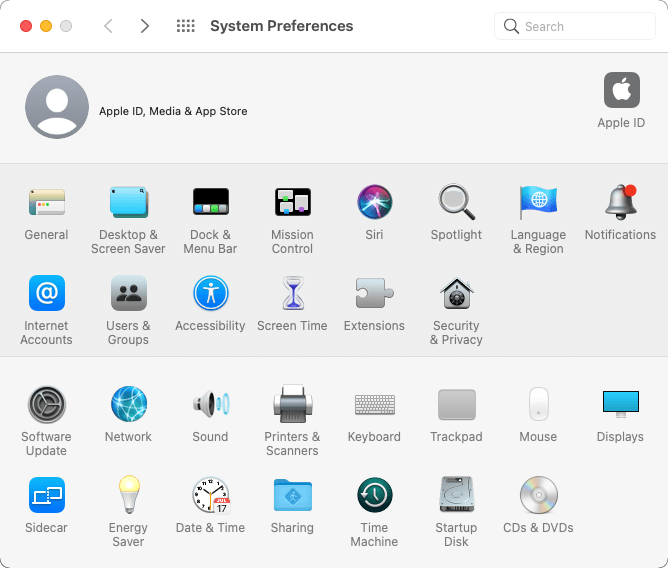 System Preferences
Search
Apple ID, Media & App Store
Apple ID
General
Desktop &
Screen Saver
Dock &
Menu Bar
Mission
Control
Siri
Spotlight
Language
& Region
Notifications
@
Internet
Accounts
Users &
Groups
Accessibility
Screen Time
Extensions
Security
& Privacy
Software
Update
Network
Sound
Printers &
Scanners
Keyboard
Trackpad
Mouse
Displays
Sidecar
Energy
Saver
JUL
17
Date & Time
Sharing
Time
Machine
Startup
Disk
CDs & DVDs